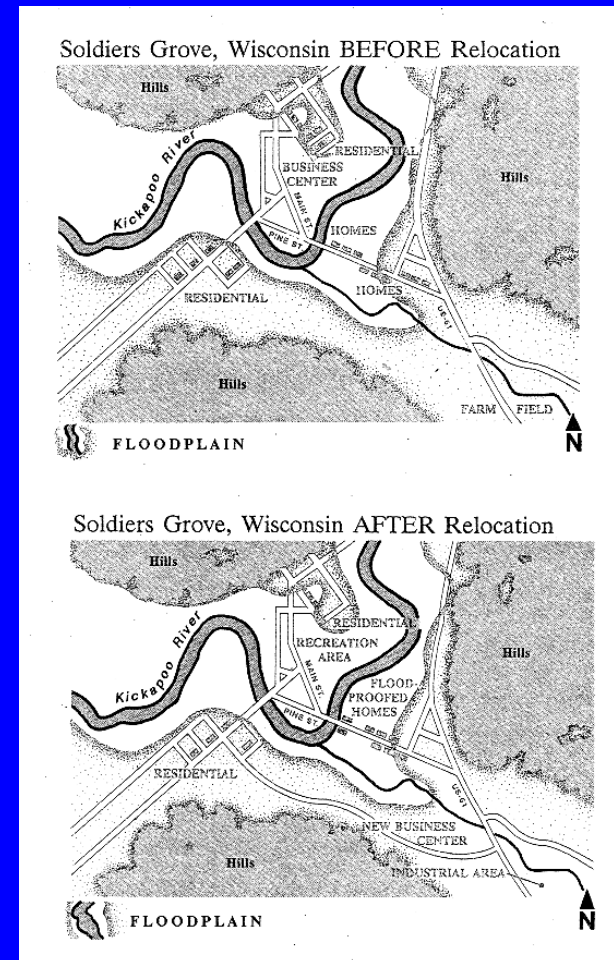 Soldiers Grove, Wisconsin BEFORE Relocation
Hills
Kickapoo River
RESIDENTIAL
BUSINESS
CENTER
Hills
MAIN ST.
HOMES
PINE ST.
HOMES
RESIDENTIAL
US-61
Hills
FARM FIELD
FLOODPLAIN
N
Soldiers Grove, Wisconsin AFTER Relocation
Hills
Kickapoo River
RESIDENTIAL
RECREATION
AREA
Hills
MAIN ST.
FLOOD-
PROOFED
HOMES
PINE ST.
RESIDENTIAL
US-61
NEW BUSINESS
CENTER
Hills
INDUSTRIAL AREA
FLOODPLAIN
N